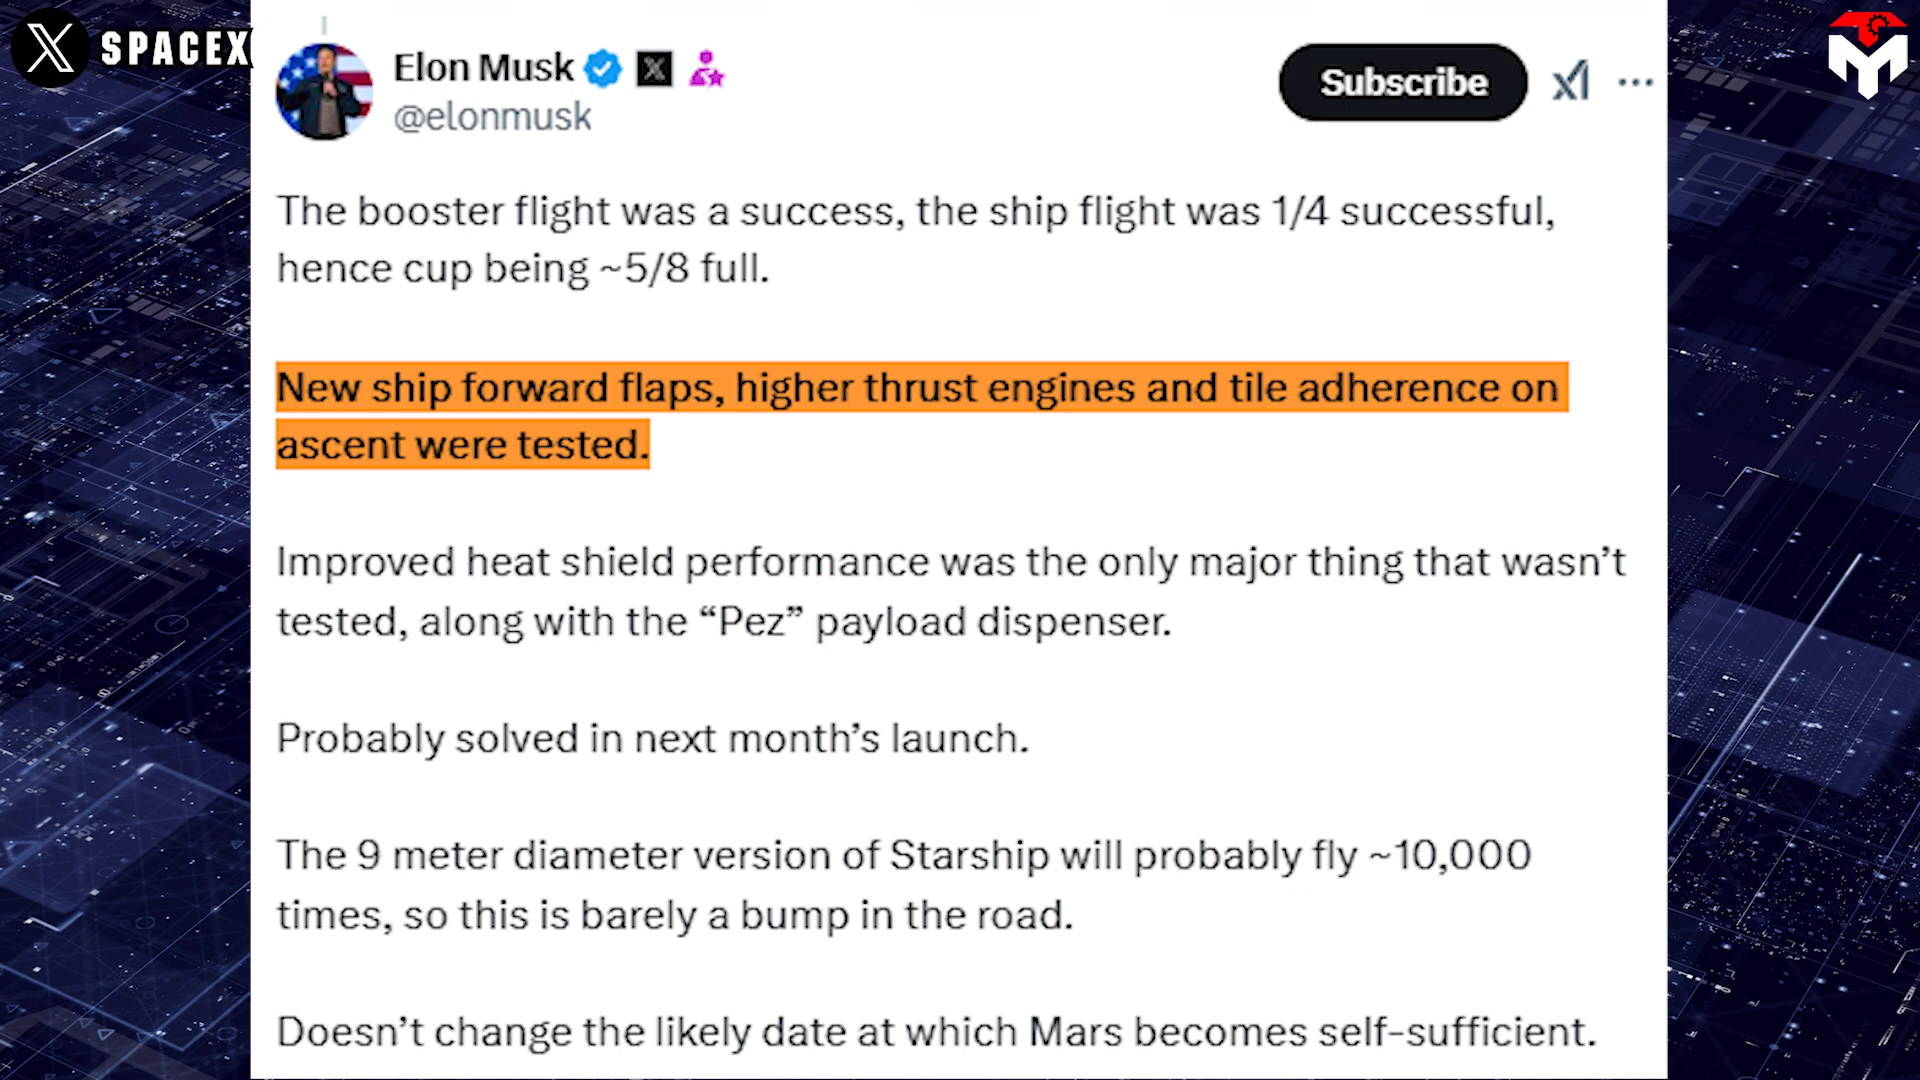 SPACEX
Elon Musk
@elonmusk
Subscribe
The booster flight was a success, the ship flight was 1/4 successful,
hence cup being ~5/8 full.
New ship forward flaps, higher thrust engines and tile adherence on
ascent were tested.
Improved heat shield performance was the only major thing that wasn’t
tested, along with the “Pez” payload dispenser.
Probably solved in next month’s launch.
The 9 meter diameter version of Starship will probably fly ~10,000
times, so this is barely a bump in the road.
Doesn’t change the likely date at which Mars becomes self-sufficient.